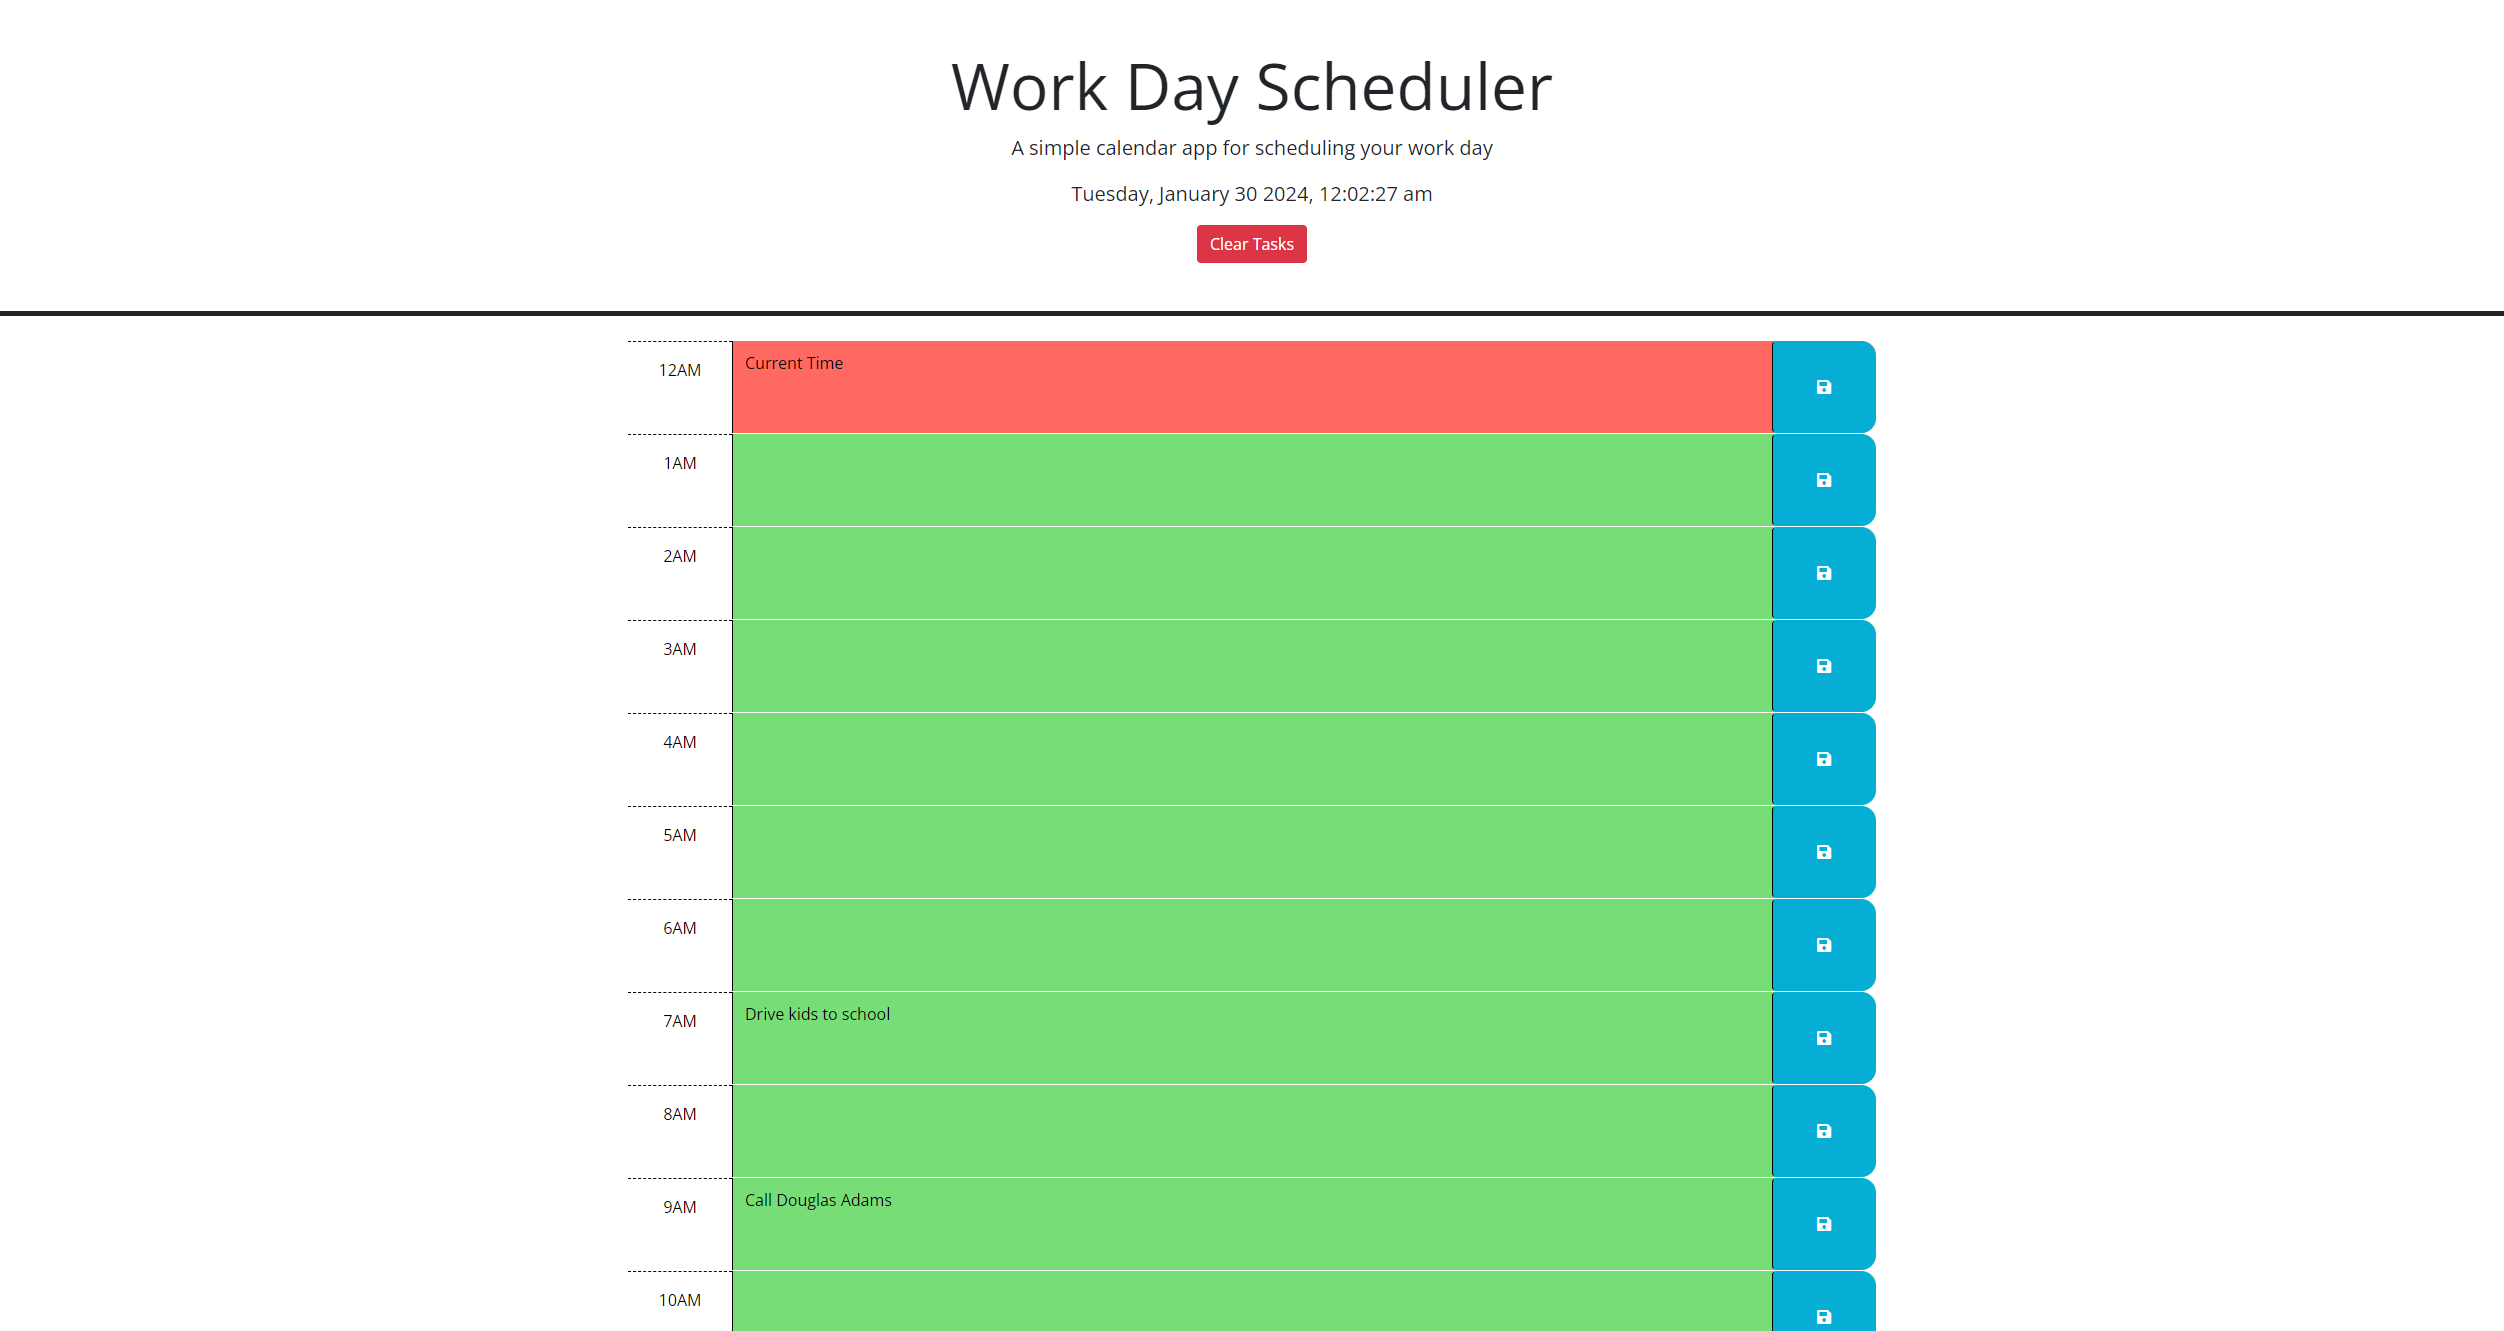 Work Day Scheduler
A simple calendar app for scheduling your work day
Tuesday, January 30 2024, 12:02:27 am
Clear Tasks
12AM Current Time
1AM
2AM
3AM
4AM
5AM
6AM
7AM Drive kids to school
8AM
9AM Call Douglas Adams
10AM